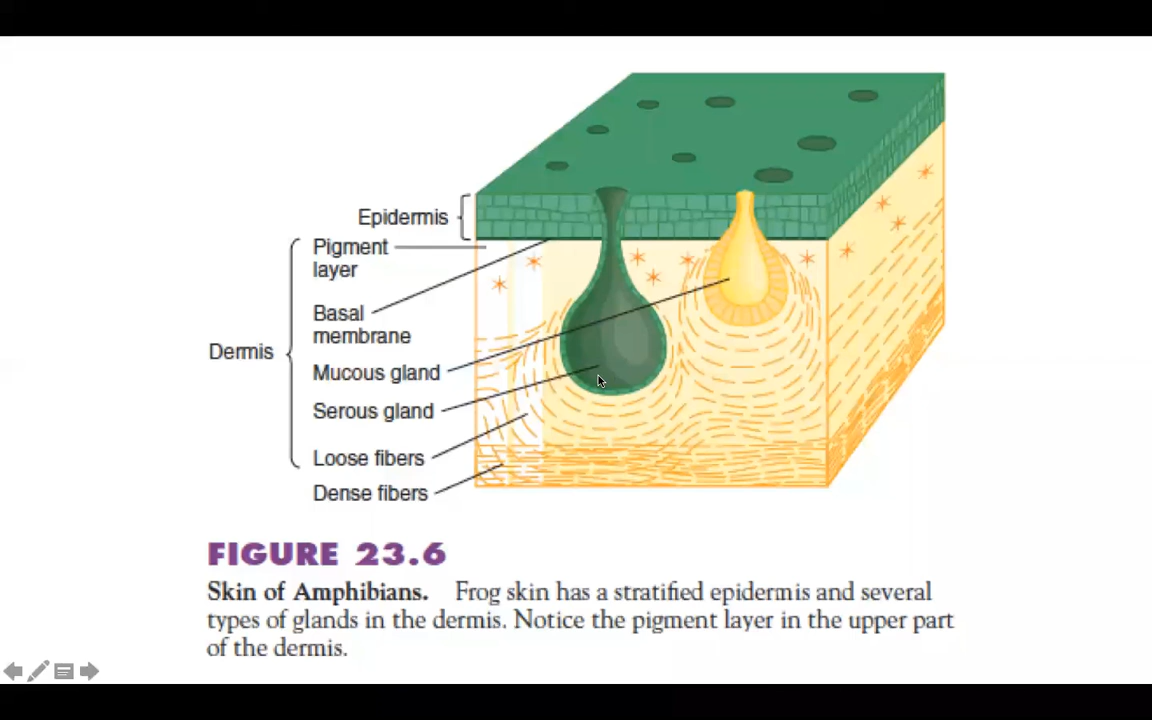 Epidermis
Pigment
layer
Basal
membrane
Dermis
Mucous gland
Serous gland
Loose fibers
Dense fibers
FIGURE 23.6
Skin of Amphibians. Frog skin has a stratified epidermis and several
types of glands in the dermis. Notice the pigment layer in the upper part
of the dermis.